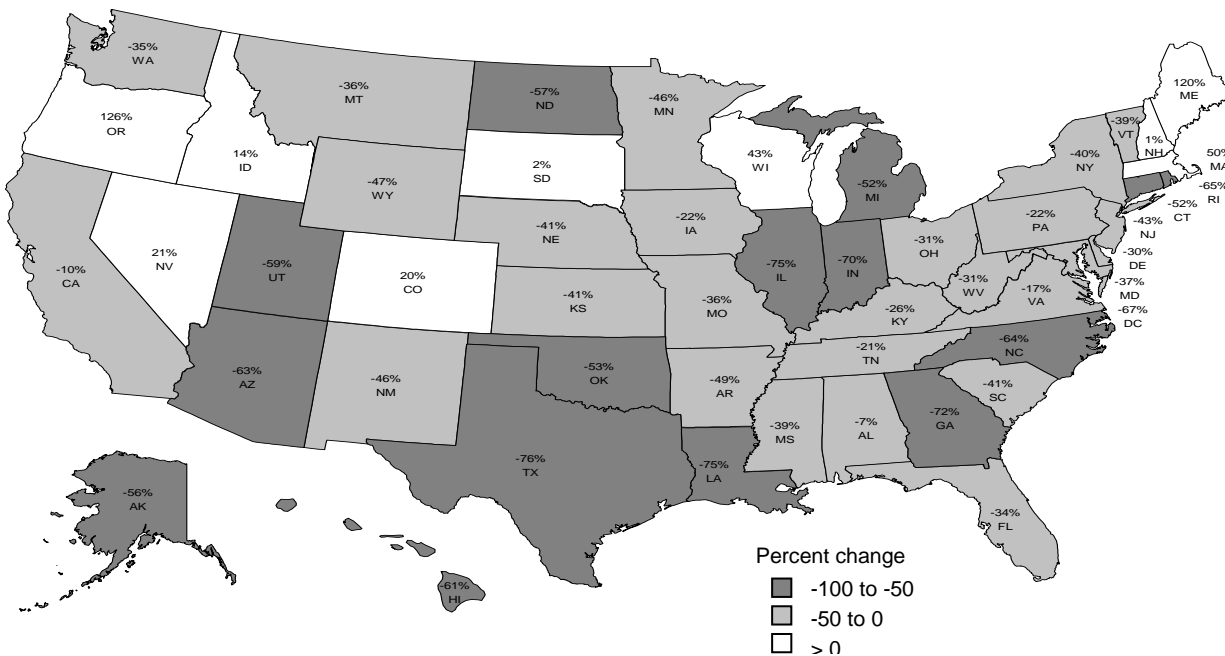 -35%
WA
126%
OR
-10%
CA
14%
ID
21%
NV
-36%
MT
-47%
WY
-59%
UT
20%
CO
-63%
AZ
-46%
NM
-57%
ND
2%
SD
-41%
NE
-41%
KS
-53%
OK
-76%
TX
-46%
MN
-22%
IA
-36%
MO
-49%
AR
-75%
LA
43%
WI
-75%
IL
-52%
MI
-70%
IN
-31%
OH
-26%
KY
-21%
TN
-39%
MS
-7%
AL
-72%
GA
-34%
FL
-41%
SC
-64%
NC
-17%
VA
-31%
WV
-22%
PA
-40%
NY
-39%
VT
1%
NH
120%
ME
50%
MA
-65%
RI
-52%
CT
-43%
NJ
-30%
DE
-37%
MD
-67%
DC
-56%
AK
-61%
HI
Percent change
-100 to -50
-50 to 0
> 0